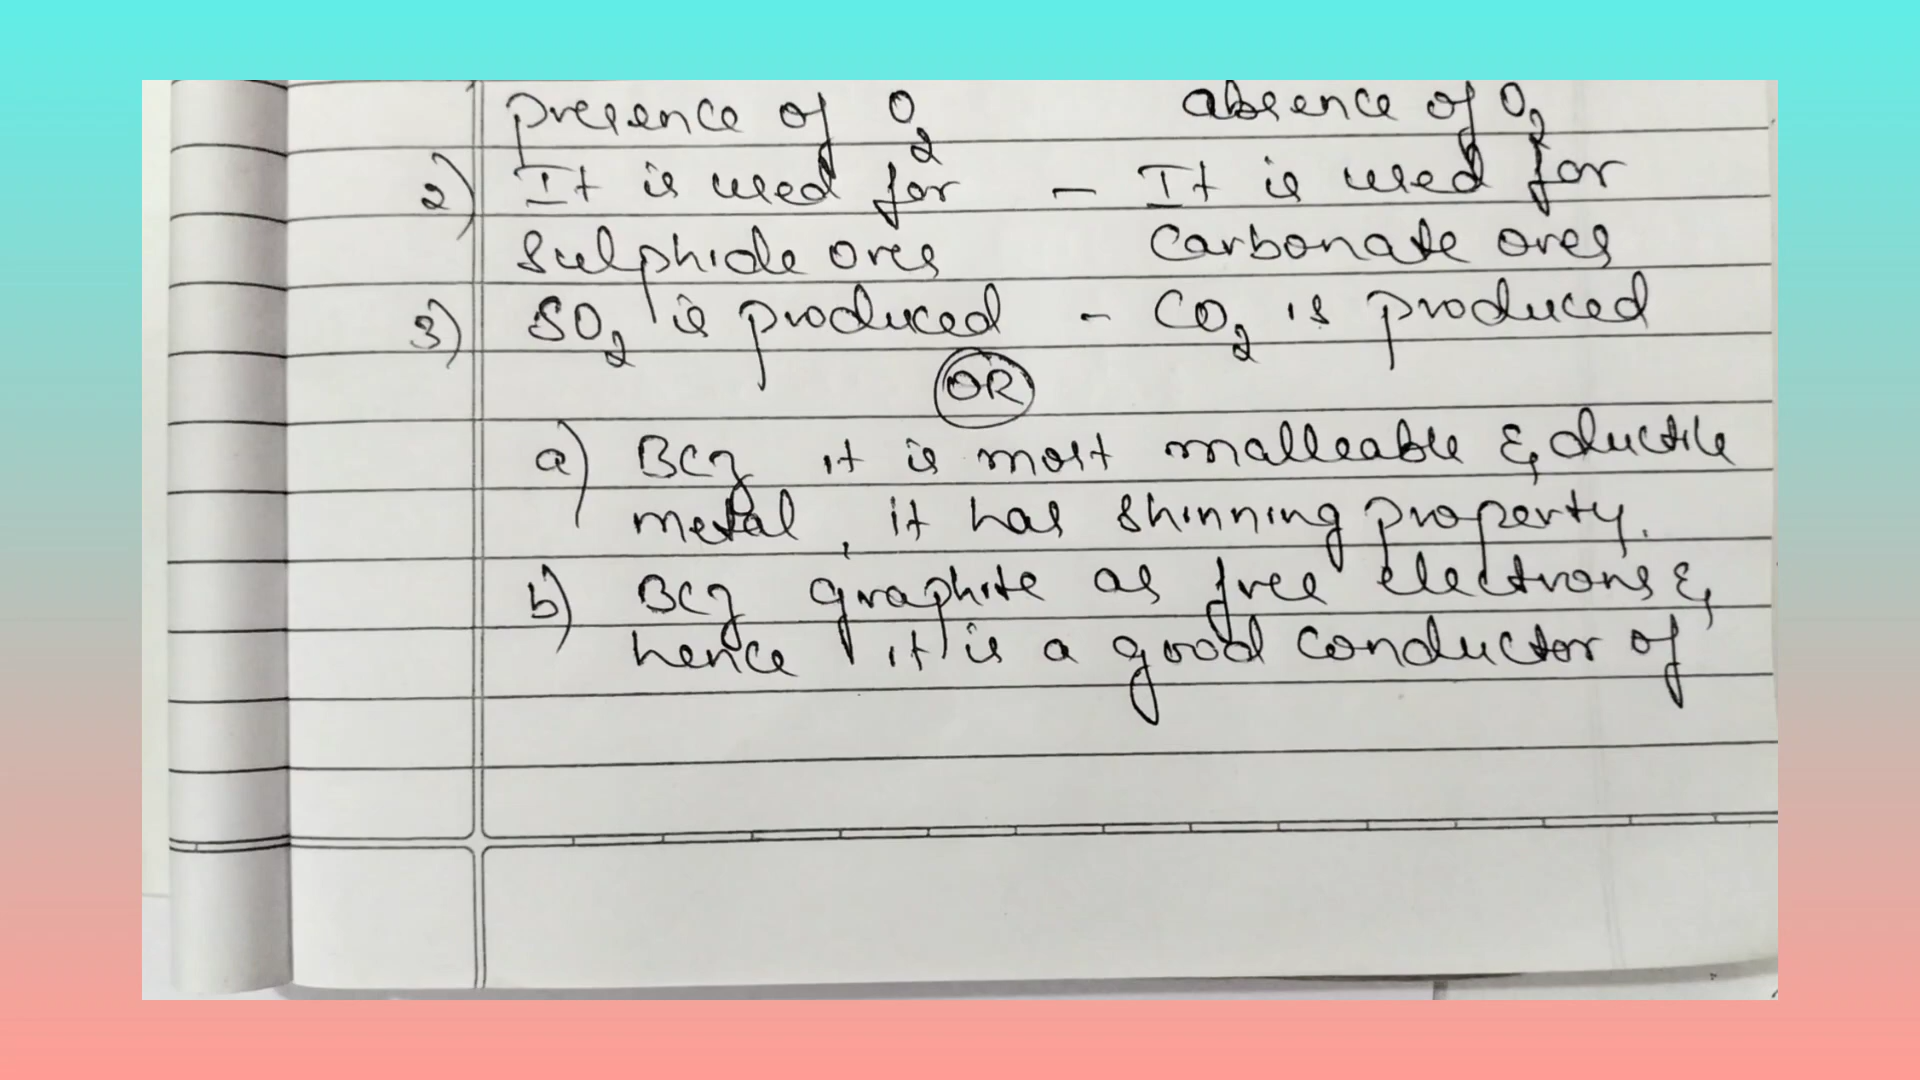 presence of O₂ absence of O₂
2) It is used for - It is used for
Sulphide ores Carbonate ores
3) SO₂ is produced - CO₂ is produced
OR
a) Bcz it is most malleable & ductile
metal, it has shinning property.
b) Bcz graphite as free electrons &
hence it is a good conductor of